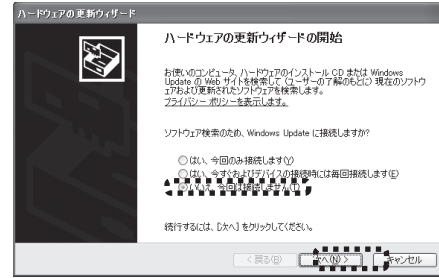 ハードウェアの更新ウィザード
ハードウェアの更新ウィザードの開始
お使いのコンピュータ、ハードウェアのインストール CD または Windows
Update の Web サイトを検索して (ユーザーの了解のもとに) 現在のソフトウ
ェアおよび更新されたソフトウェアを検索します。
プライバシー ポリシーを表示します。
ソフトウェア検索のため、Windows Update に接続しますか?
はい、今回のみ接続します(Y)
はい、今すぐおよびデバイスの接続時には毎回接続します(E)
いいえ、今回は接続しません(T)
続行するには、[次へ] をクリックしてください。
< 戻る(B) 次へ(N) > キャンセル